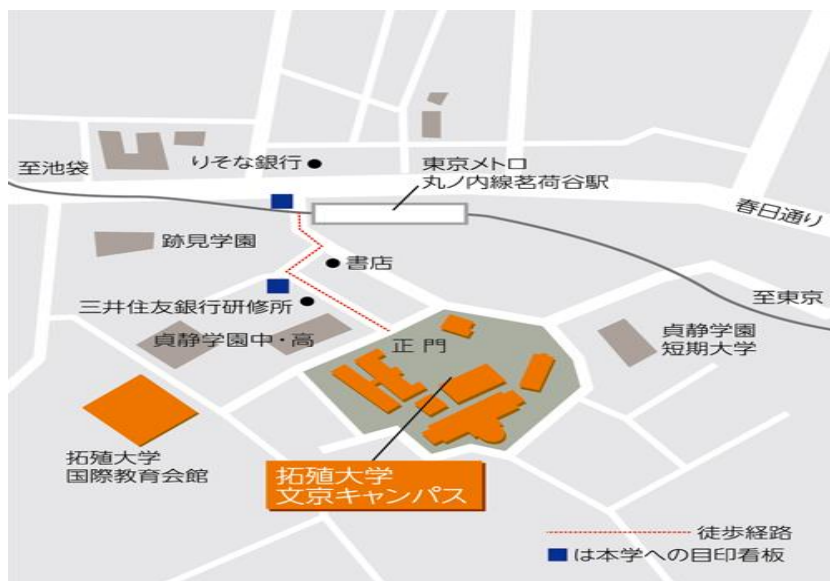 りそな銀行
至池袋
東京メトロ
丸ノ内線茗荷谷駅
春日通り
跡見学園
書店
三井住友銀行研修所
至東京
貞静学園中・高
正門
貞静学園
短期大学
拓殖大学
国際教育会館
拓殖大学
文京キャンパス
徒歩経路
は本学への目印看板